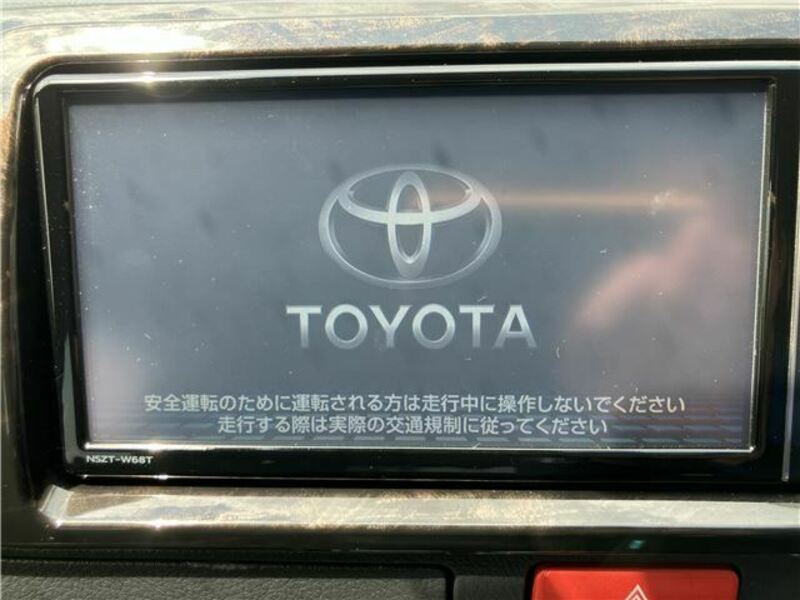 TOYOTA
安全運転のために運転される方は走行中に操作しないでください
走行する際は実際の交通規制に従ってください
NSZT-W68T